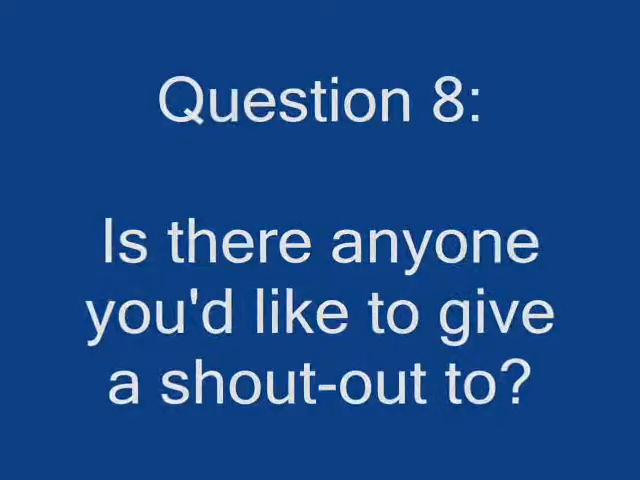 Question 8:
Is there anyone
you'd like to give
a shout-out to?